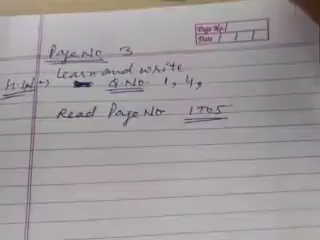 Page No.
Date
Page No 3
Learn and write
H.W → Q.No. 1, 4,
Read Page No 1 TO 5